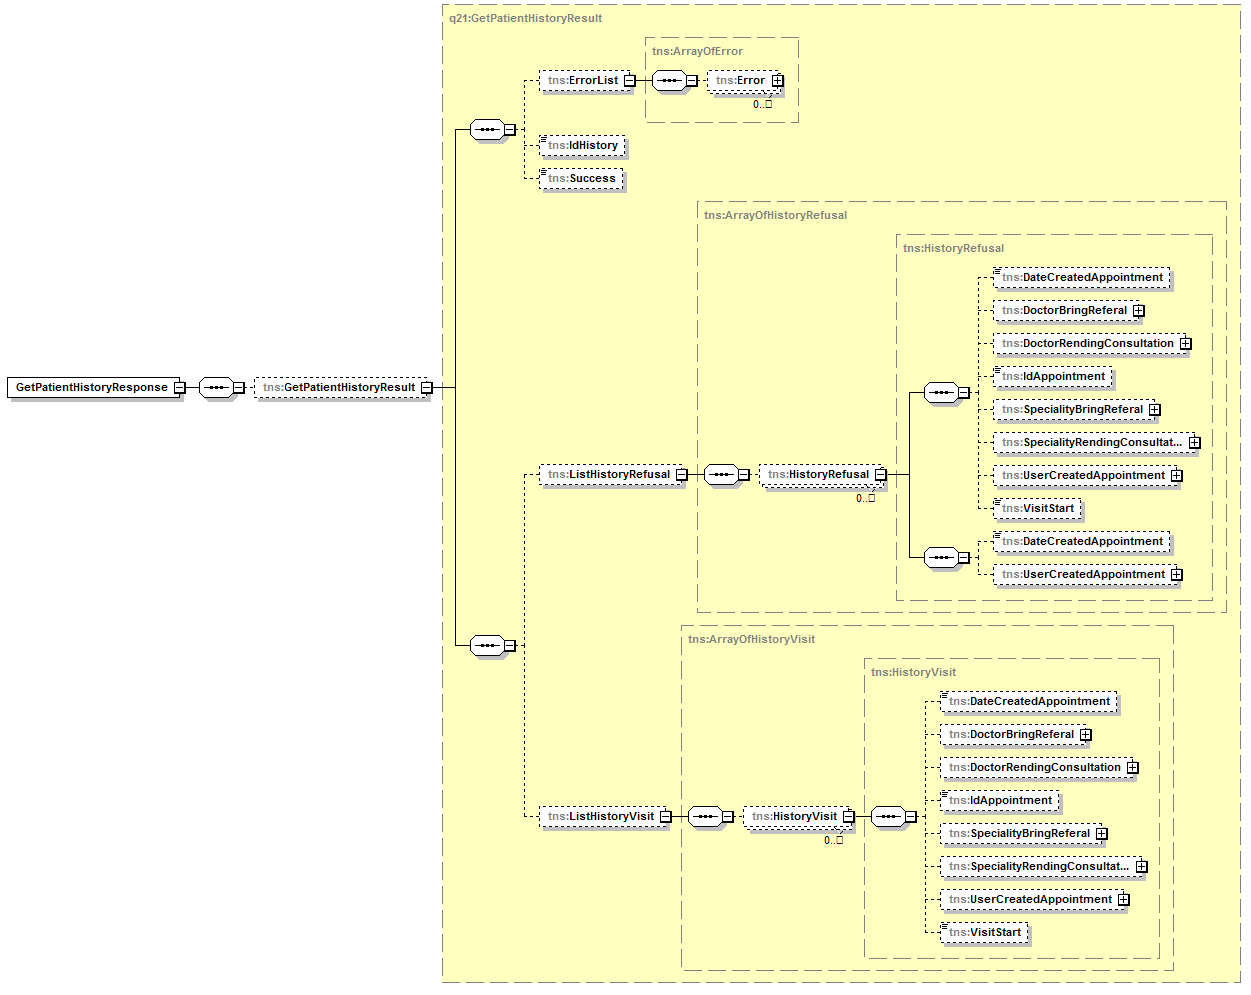 q21:GetPatientHistoryResult
tns:ArrayOfError
tns:ErrorList
tns:Error
0..□
tns:IdHistory
tns:Success
tns:ArrayOfHistoryRefusal
tns:HistoryRefusal
tns:DateCreatedAppointment
tns:DoctorBringReferal
tns:DoctorRendingConsultation
GetPatientHistoryResponse
tns:GetPatientHistoryResult
tns:IdAppointment
tns:SpecialityBringReferal
tns:SpecialityRendingConsultat...
tns:ListHistoryRefusal
tns:HistoryRefusal
0..□
tns:UserCreatedAppointment
tns:VisitStart
tns:DateCreatedAppointment
tns:UserCreatedAppointment
tns:ArrayOfHistoryVisit
tns:HistoryVisit
tns:DateCreatedAppointment
tns:DoctorBringReferal
tns:DoctorRendingConsultation
tns:IdAppointment
tns:ListHistoryVisit
tns:HistoryVisit
0..□
tns:SpecialityBringReferal
tns:SpecialityRendingConsultat...
tns:UserCreatedAppointment
tns:VisitStart